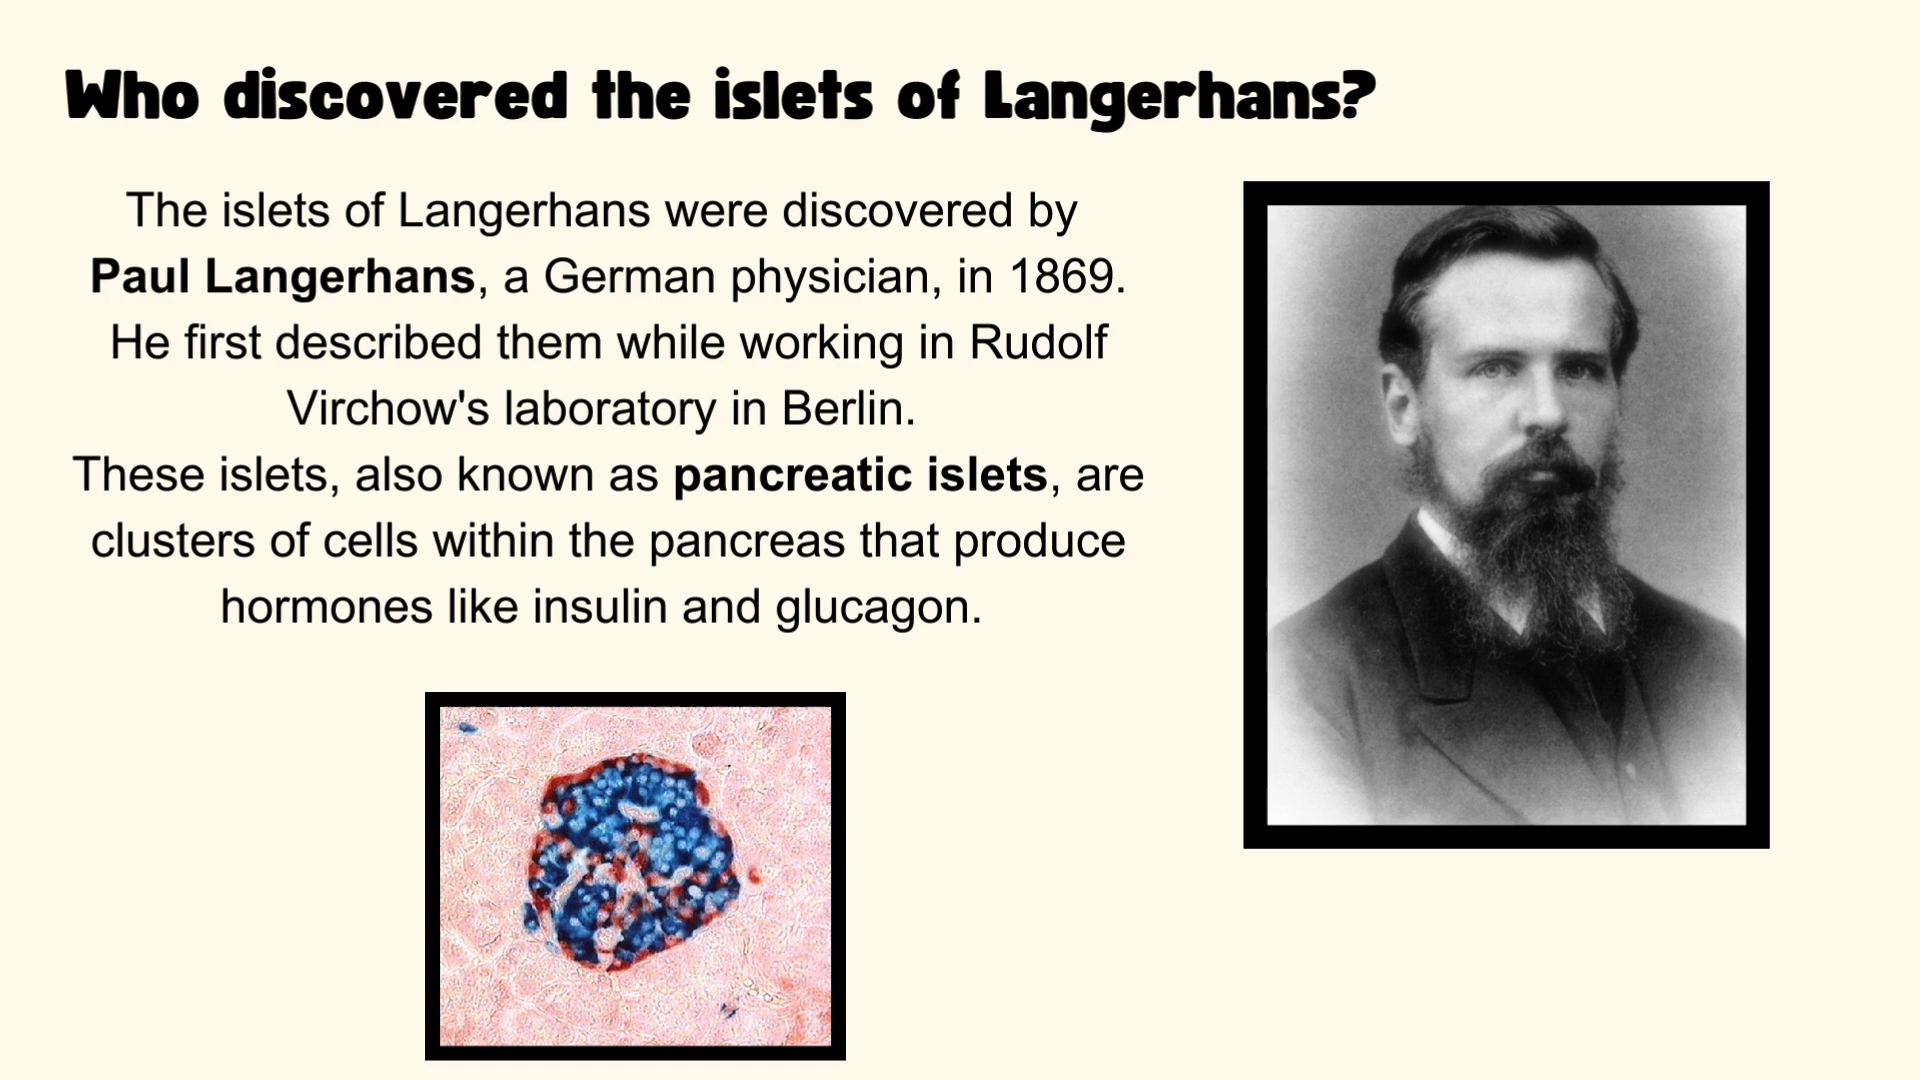 Who discovered the islets of Langerhans?
The islets of Langerhans were discovered by
Paul Langerhans, a German physician, in 1869.
He first described them while working in Rudolf
Virchow's laboratory in Berlin.
These islets, also known as pancreatic islets, are
clusters of cells within the pancreas that produce
hormones like insulin and glucagon.